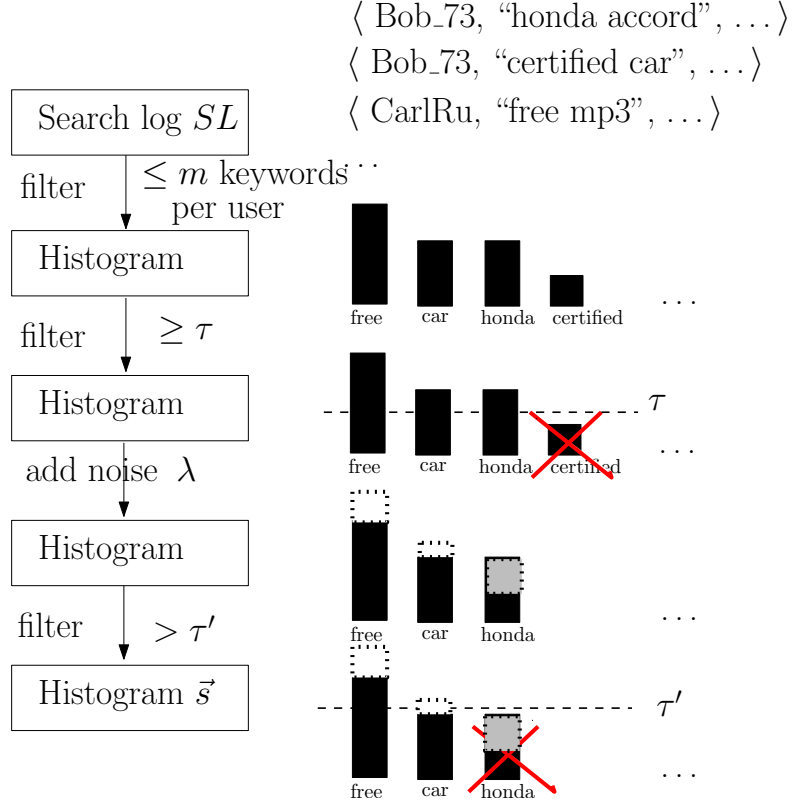 ⟨ Bob_73, “honda accord”, … ⟩
⟨ Bob_73, “certified car”, … ⟩
⟨ CarlRu, “free mp3”, … ⟩
…
Search log SL
filter
≤ m keywords
per user
Histogram
free
car
honda
certified
…
filter
≥ τ
Histogram
τ
free
car
honda
certified
…
add noise λ
Histogram
free
car
honda
…
filter
> τ′
Histogram s⃗
τ′
free
car
honda
…